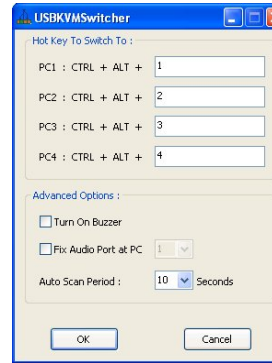 USBKVMSwitcher
Hot Key To Switch To :
PC1 : CTRL + ALT + 1
PC2 : CTRL + ALT + 2
PC3 : CTRL + ALT + 3
PC4 : CTRL + ALT + 4
Advanced Options :
Turn On Buzzer
Fix Audio Port at PC 1
Auto Scan Period : 10 Seconds
OK Cancel